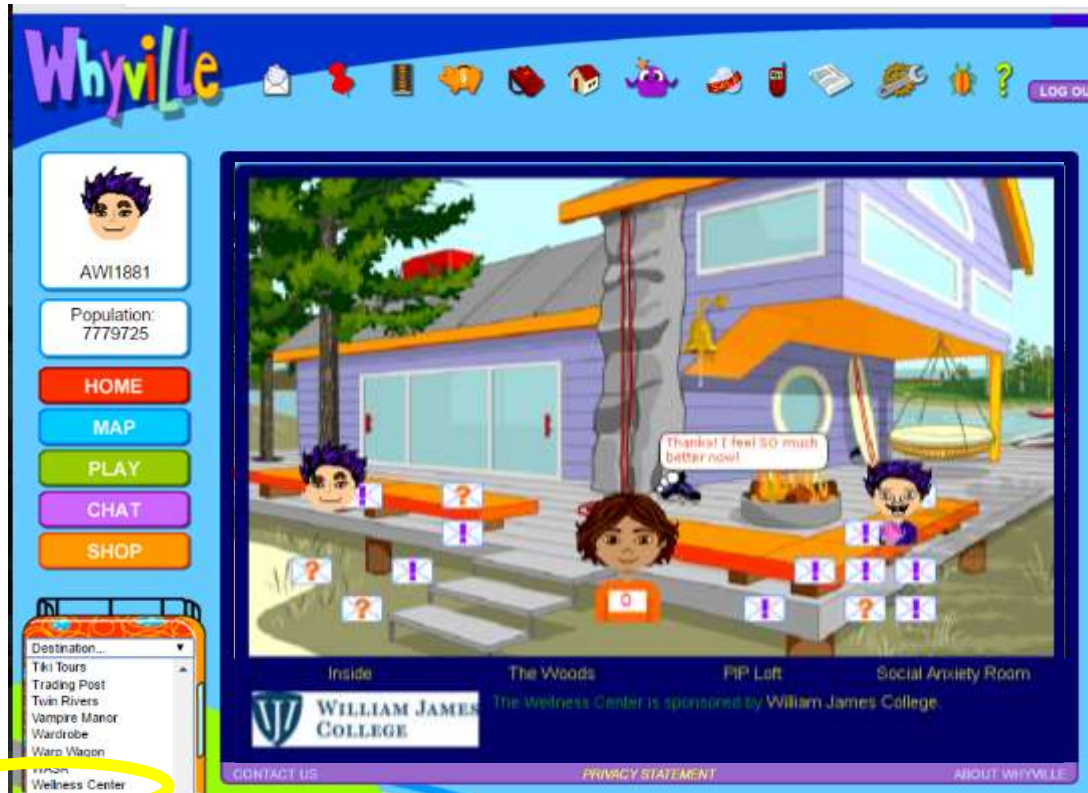 Whyville
LOG OU
AWI1881
Population:
7779725
HOME
MAP
PLAY
CHAT
SHOP
Thanks! I feel SO much
better now!
?
!
0
Destination...
Tiki Tours
Trading Post
Twin Rivers
Vampire Manor
Wardrobe
Warp Wagon
WASA
Wellness Center
Inside The Woods PIP Loft Social Anxiety Room
WILLIAM JAMES
COLLEGE
The Wellness Center is sponsored by William James College.
CONTACT US PRIVACY STATEMENT ABOUT WHYVILLE